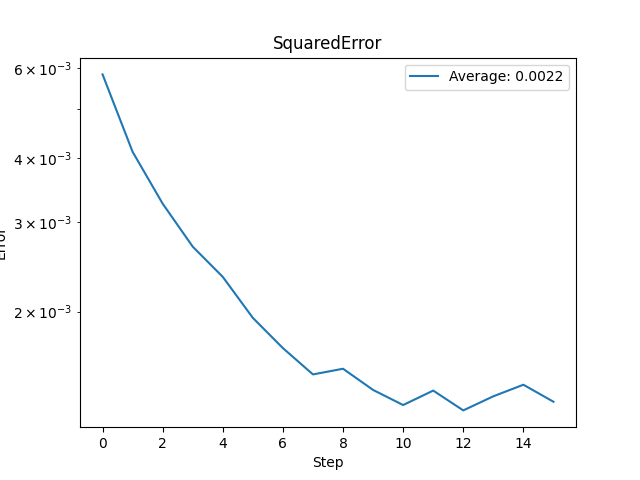 SquaredError
Average: 0.0022
6 × 10⁻³
4 × 10⁻³
3 × 10⁻³
2 × 10⁻³
Error
0 2 4 6 8 10 12 14
Step